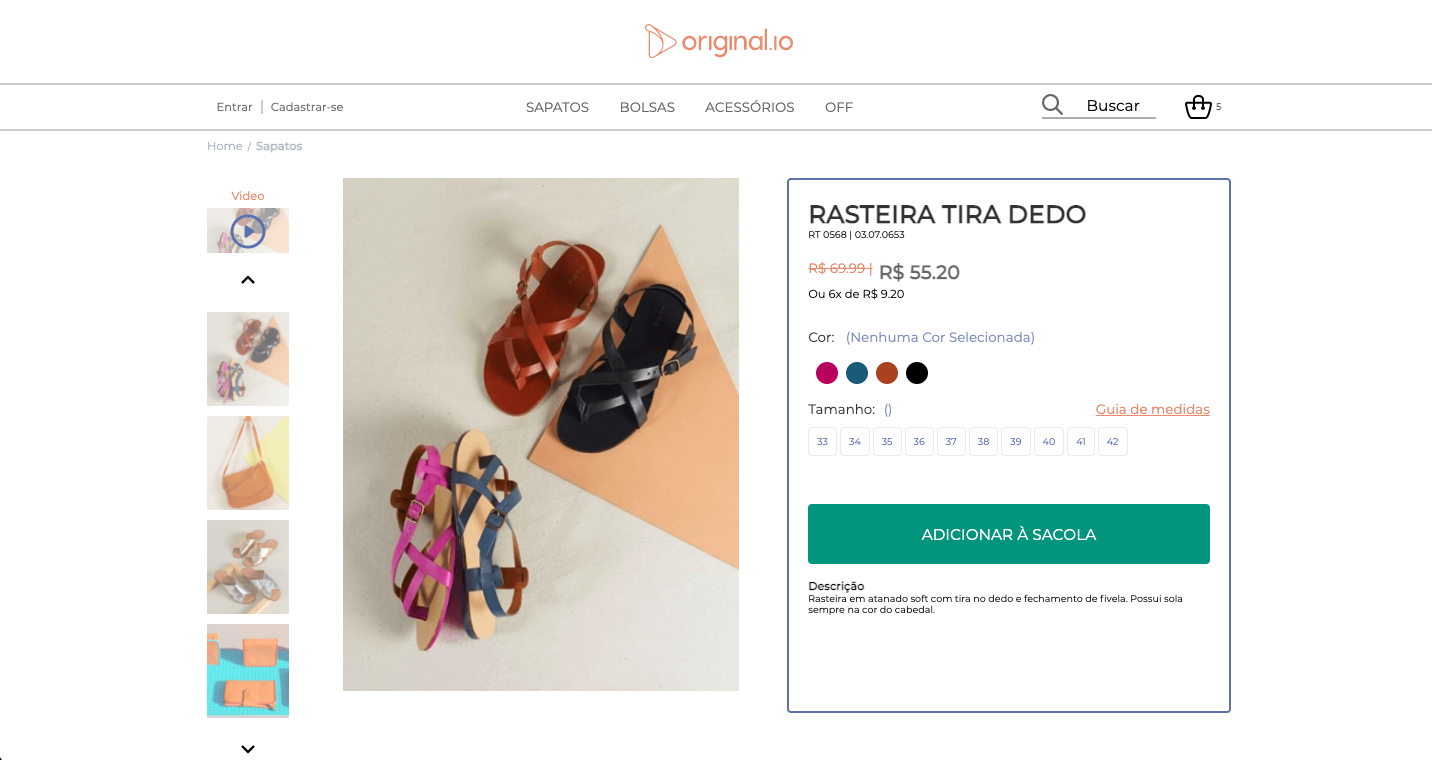 original.io
Entrar | Cadastrar-se
SAPATOS BOLSAS ACESSÓRIOS OFF
Buscar
5
Home / Sapatos
Video
RASTEIRA TIRA DEDO
RT 0568 | 03.07.0653
R$ 69.99 | R$ 55.20
Ou 6x de R$ 9.20
Cor: (Nenhuma Cor Selecionada)
Tamanho: () Guia de medidas
33 34 35 36 37 38 39 40 41 42
ADICIONAR À SACOLA
Descrição
Rasteira em atanado soft com tira no dedo e fechamento de fivela. Possui sola
sempre na cor do cabedal.